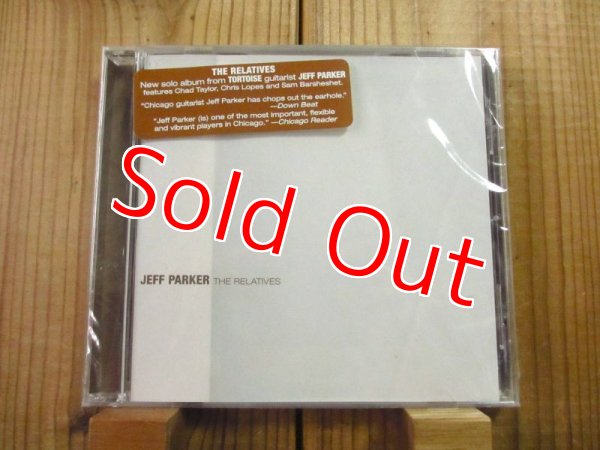 THE RELATIVES
New solo album from TORTOISE guitarist JEFF PARKER
features Chad Taylor, Chris Lopes and Sam Barsheshet.
"Chicago guitarist Jeff Parker has chops out the earhole."
—Down Beat
"Jeff Parker (is) one of the most important, flexible
and vibrant players in Chicago." —Chicago Reader
Sold Out
JEFF PARKER THE RELATIVES